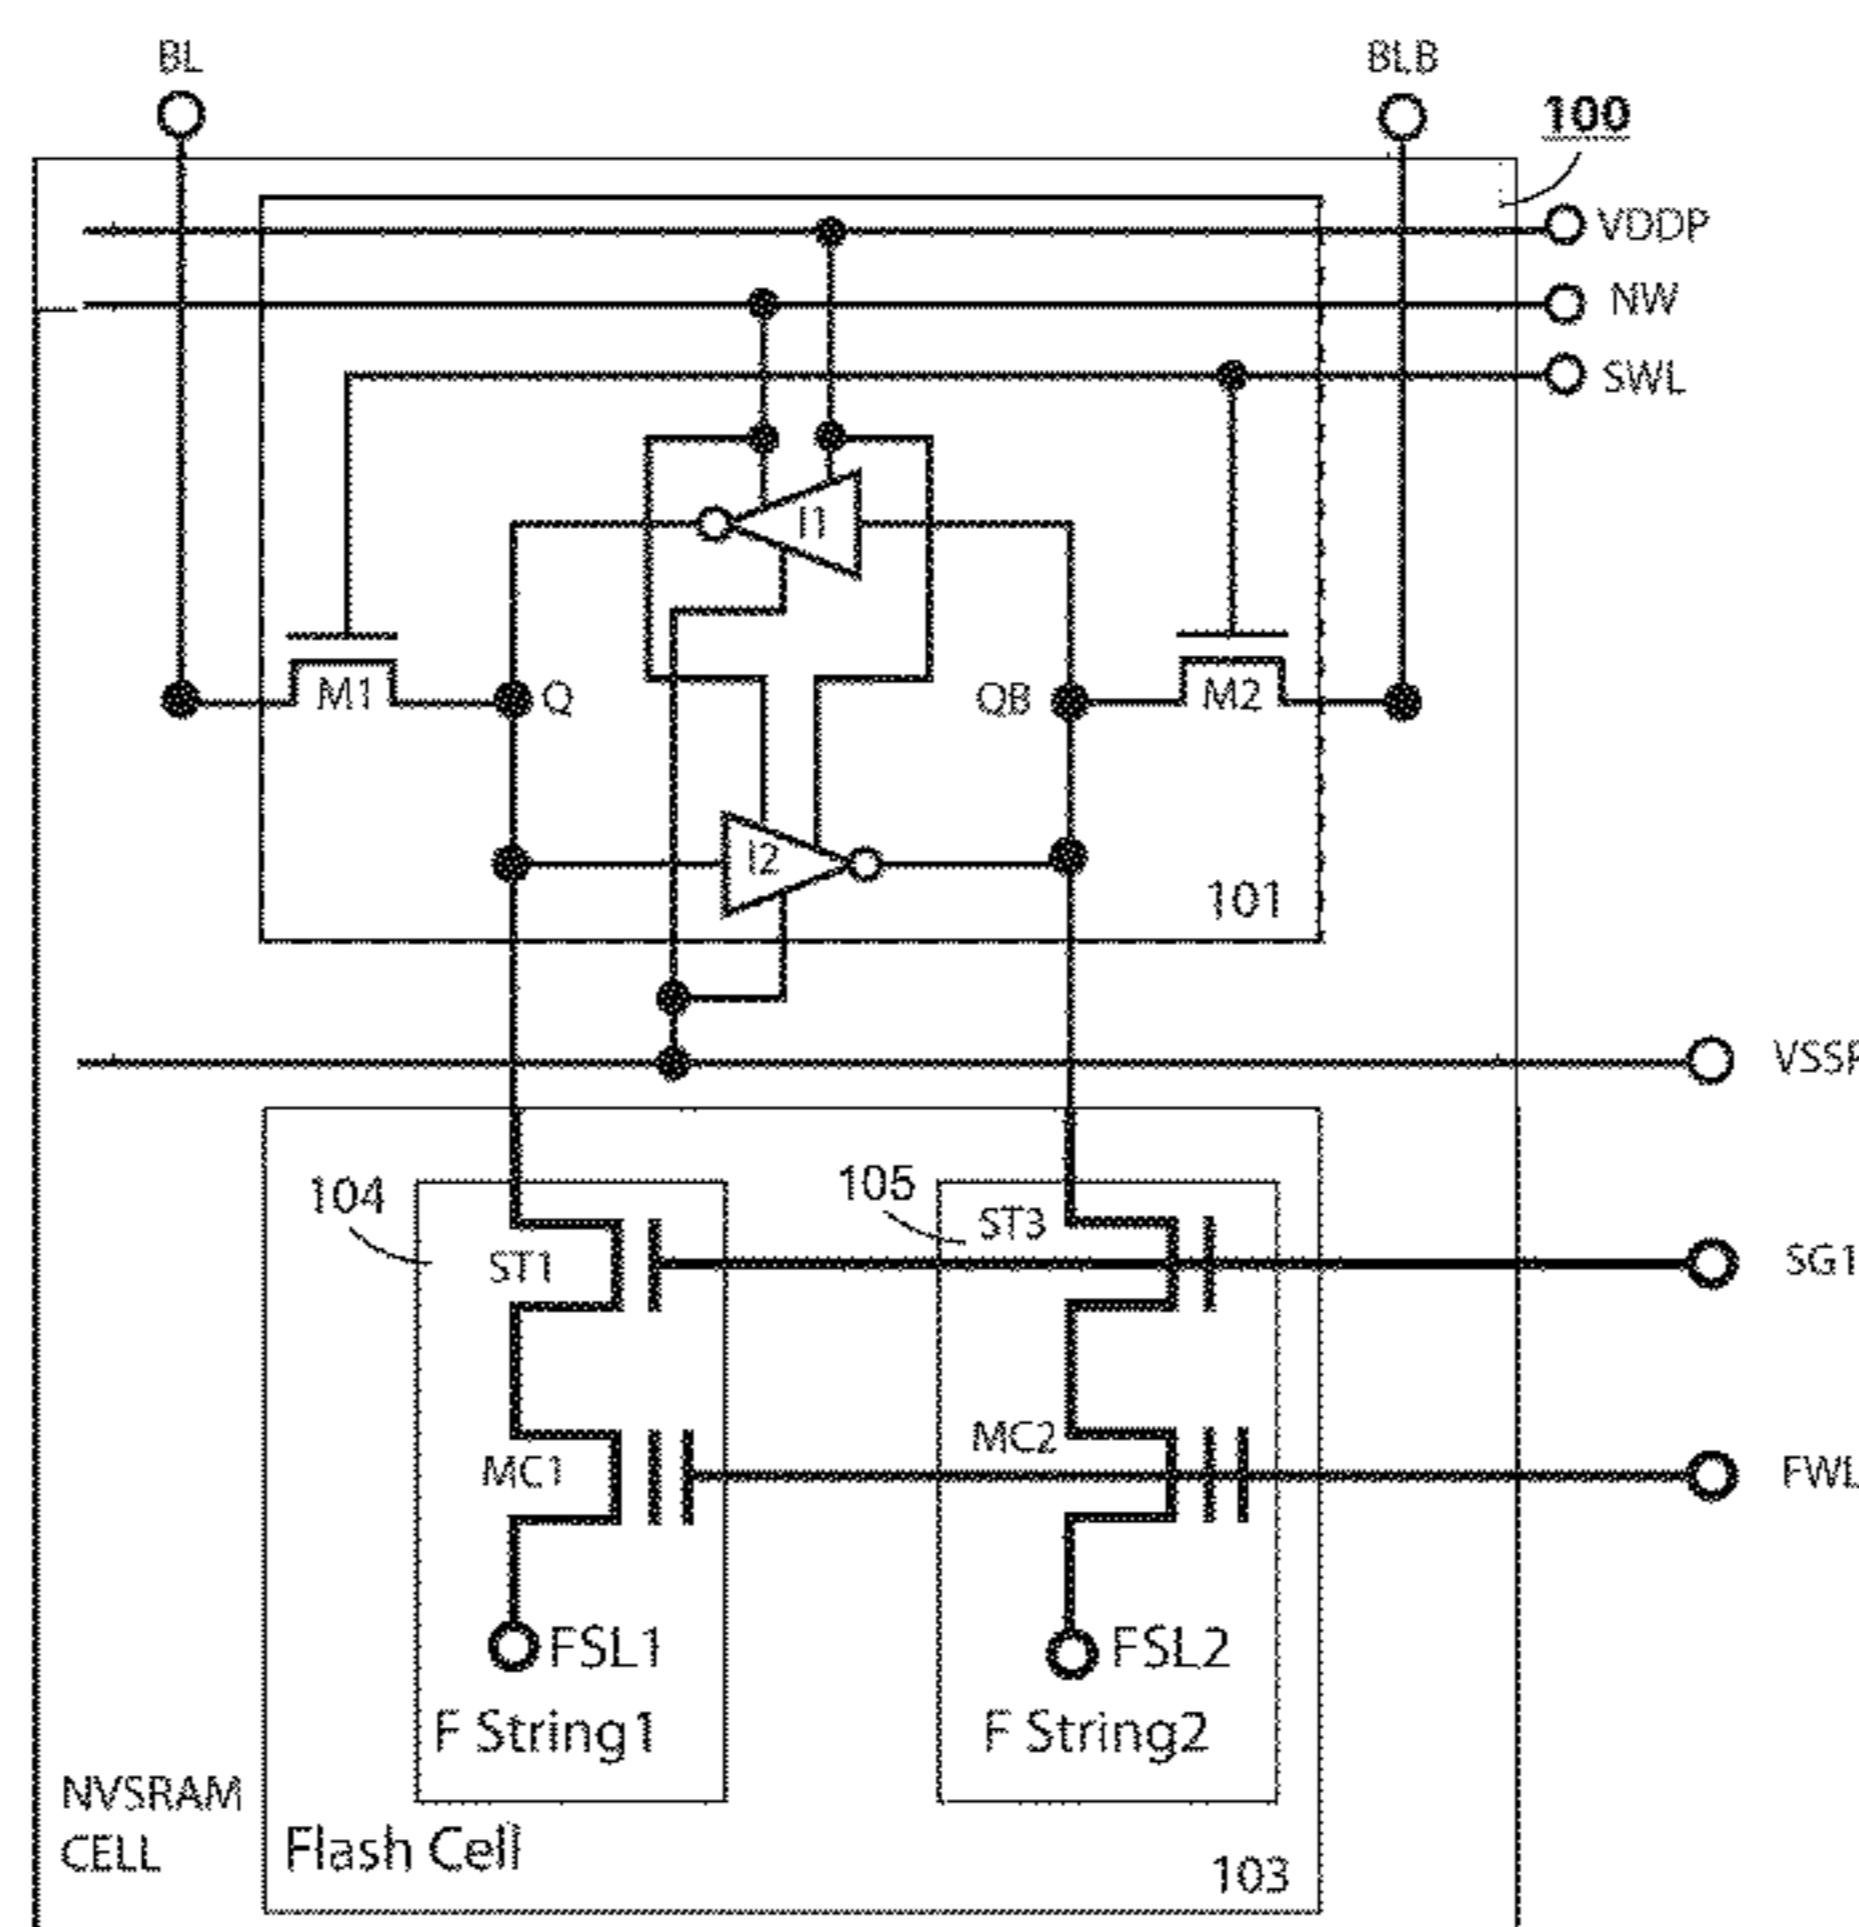 BL
BLB
100
VDDP
NW
SWL
I1
M1
Q
QB
M2
I2
101
VSSP
104
105
ST3
ST1
SG1
MC2
MC1
FWL
FSL1
FSL2
F String1
F String2
NVSRAM
CELL
Flash Cell
103